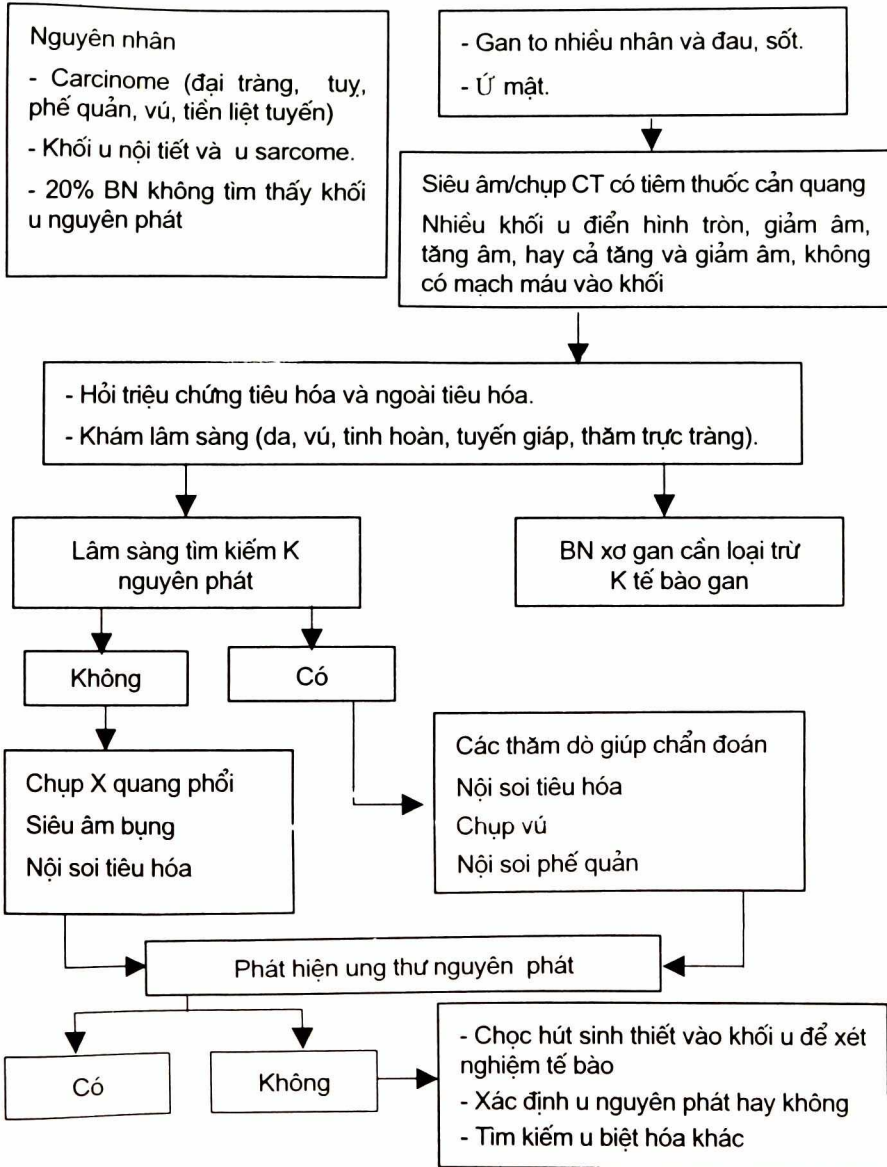 Nguyên nhân
- Carcinome (đại tràng, tuỵ,
phế quản, vú, tiền liệt tuyến)
- Khối u nội tiết và u sarcome.
- 20% BN không tìm thấy khối
u nguyên phát
- Gan to nhiều nhân và đau, sốt.
- Ứ mật.
Siêu âm/chụp CT có tiêm thuốc cản quang
Nhiều khối u điển hình tròn, giảm âm,
tăng âm, hay cả tăng và giảm âm, không
có mạch máu vào khối
- Hỏi triệu chứng tiêu hóa và ngoài tiêu hóa.
- Khám lâm sàng (da, vú, tinh hoàn, tuyến giáp, thăm trực tràng).
Lâm sàng tìm kiếm K
nguyên phát
BN xơ gan cần loại trừ
K tế bào gan
Không
Có
Chụp X quang phổi
Siêu âm bụng
Nội soi tiêu hóa
Các thăm dò giúp chẩn đoán
Nội soi tiêu hóa
Chụp vú
Nội soi phế quản
Phát hiện ung thư nguyên phát
Có
Không
- Chọc hút sinh thiết vào khối u để xét
nghiệm tế bào
- Xác định u nguyên phát hay không
- Tìm kiếm u biệt hóa khác